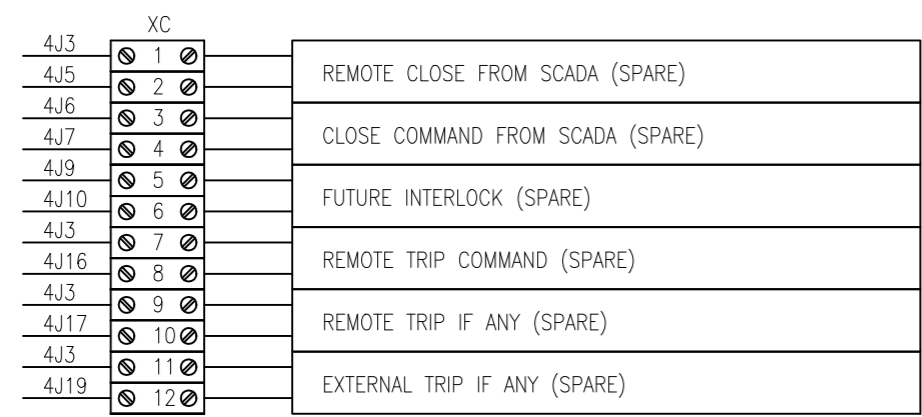 XC
4J3 1
REMOTE CLOSE FROM SCADA (SPARE)
4J5 2
4J6 3
CLOSE COMMAND FROM SCADA (SPARE)
4J7 4
4J9 5
FUTURE INTERLOCK (SPARE)
4J10 6
4J3 7
REMOTE TRIP COMMAND (SPARE)
4J16 8
4J3 9
REMOTE TRIP IF ANY (SPARE)
4J17 10
4J3 11
EXTERNAL TRIP IF ANY (SPARE)
4J19 12